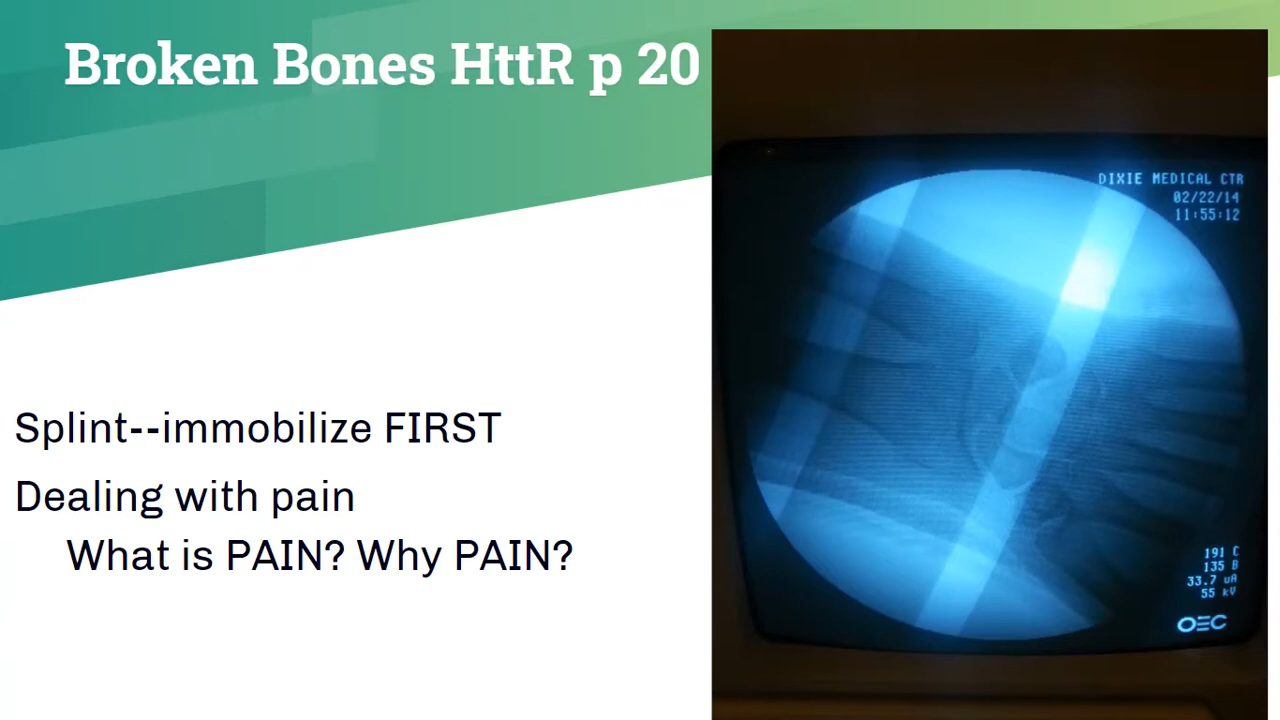 Broken Bones HttR p 20
DIXIE MEDICAL CTR
02/22/14
11:55:12
Splint--immobilize FIRST
Dealing with pain
What is PAIN? Why PAIN?
191 C
135 B
33.7 uA
55 kV
OEC